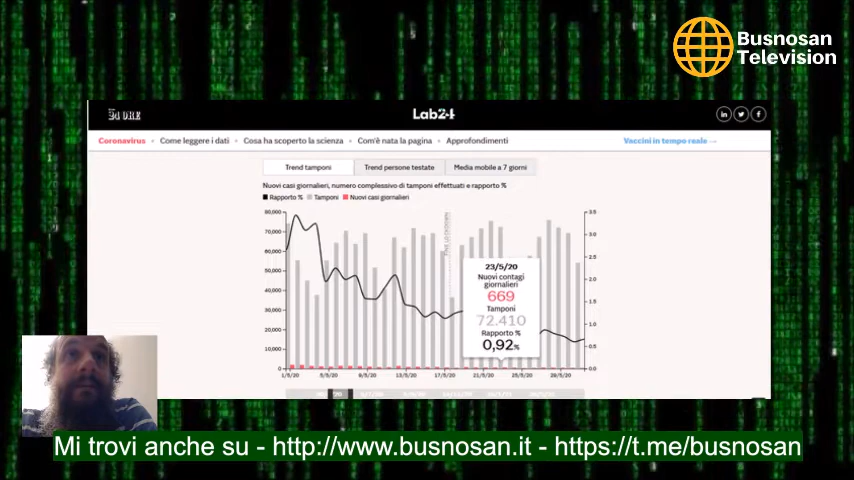 Busnosan
Television
24 ORE
Lab24
Coronavirus • Come leggere i dati • Cosa ha scoperto la scienza • Com'è nata la pagina • Approfondimenti
Vaccini in tempo reale →
Trend tamponi
Trend persone testate
Media mobile a 7 giorni
Nuovi casi giornalieri, numero complessivo di tamponi effettuati e rapporto %
Rapporto % Tamponi Nuovi casi giornalieri
80,000
70,000
60,000
50,000
40,000
30,000
20,000
10,000
0
3.5
3.0
2.5
2.0
1.5
1.0
0.5
0.0
23/5/20
Nuovi contagi
giornalieri
669
Tamponi
72.410
Rapporto %
0,92%
1/5/20 5/5/20 9/5/20 13/5/20 17/5/20 21/5/20 25/5/20 29/5/20
Mi trovi anche su - http://www.busnosan.it - https://t.me/busnosan